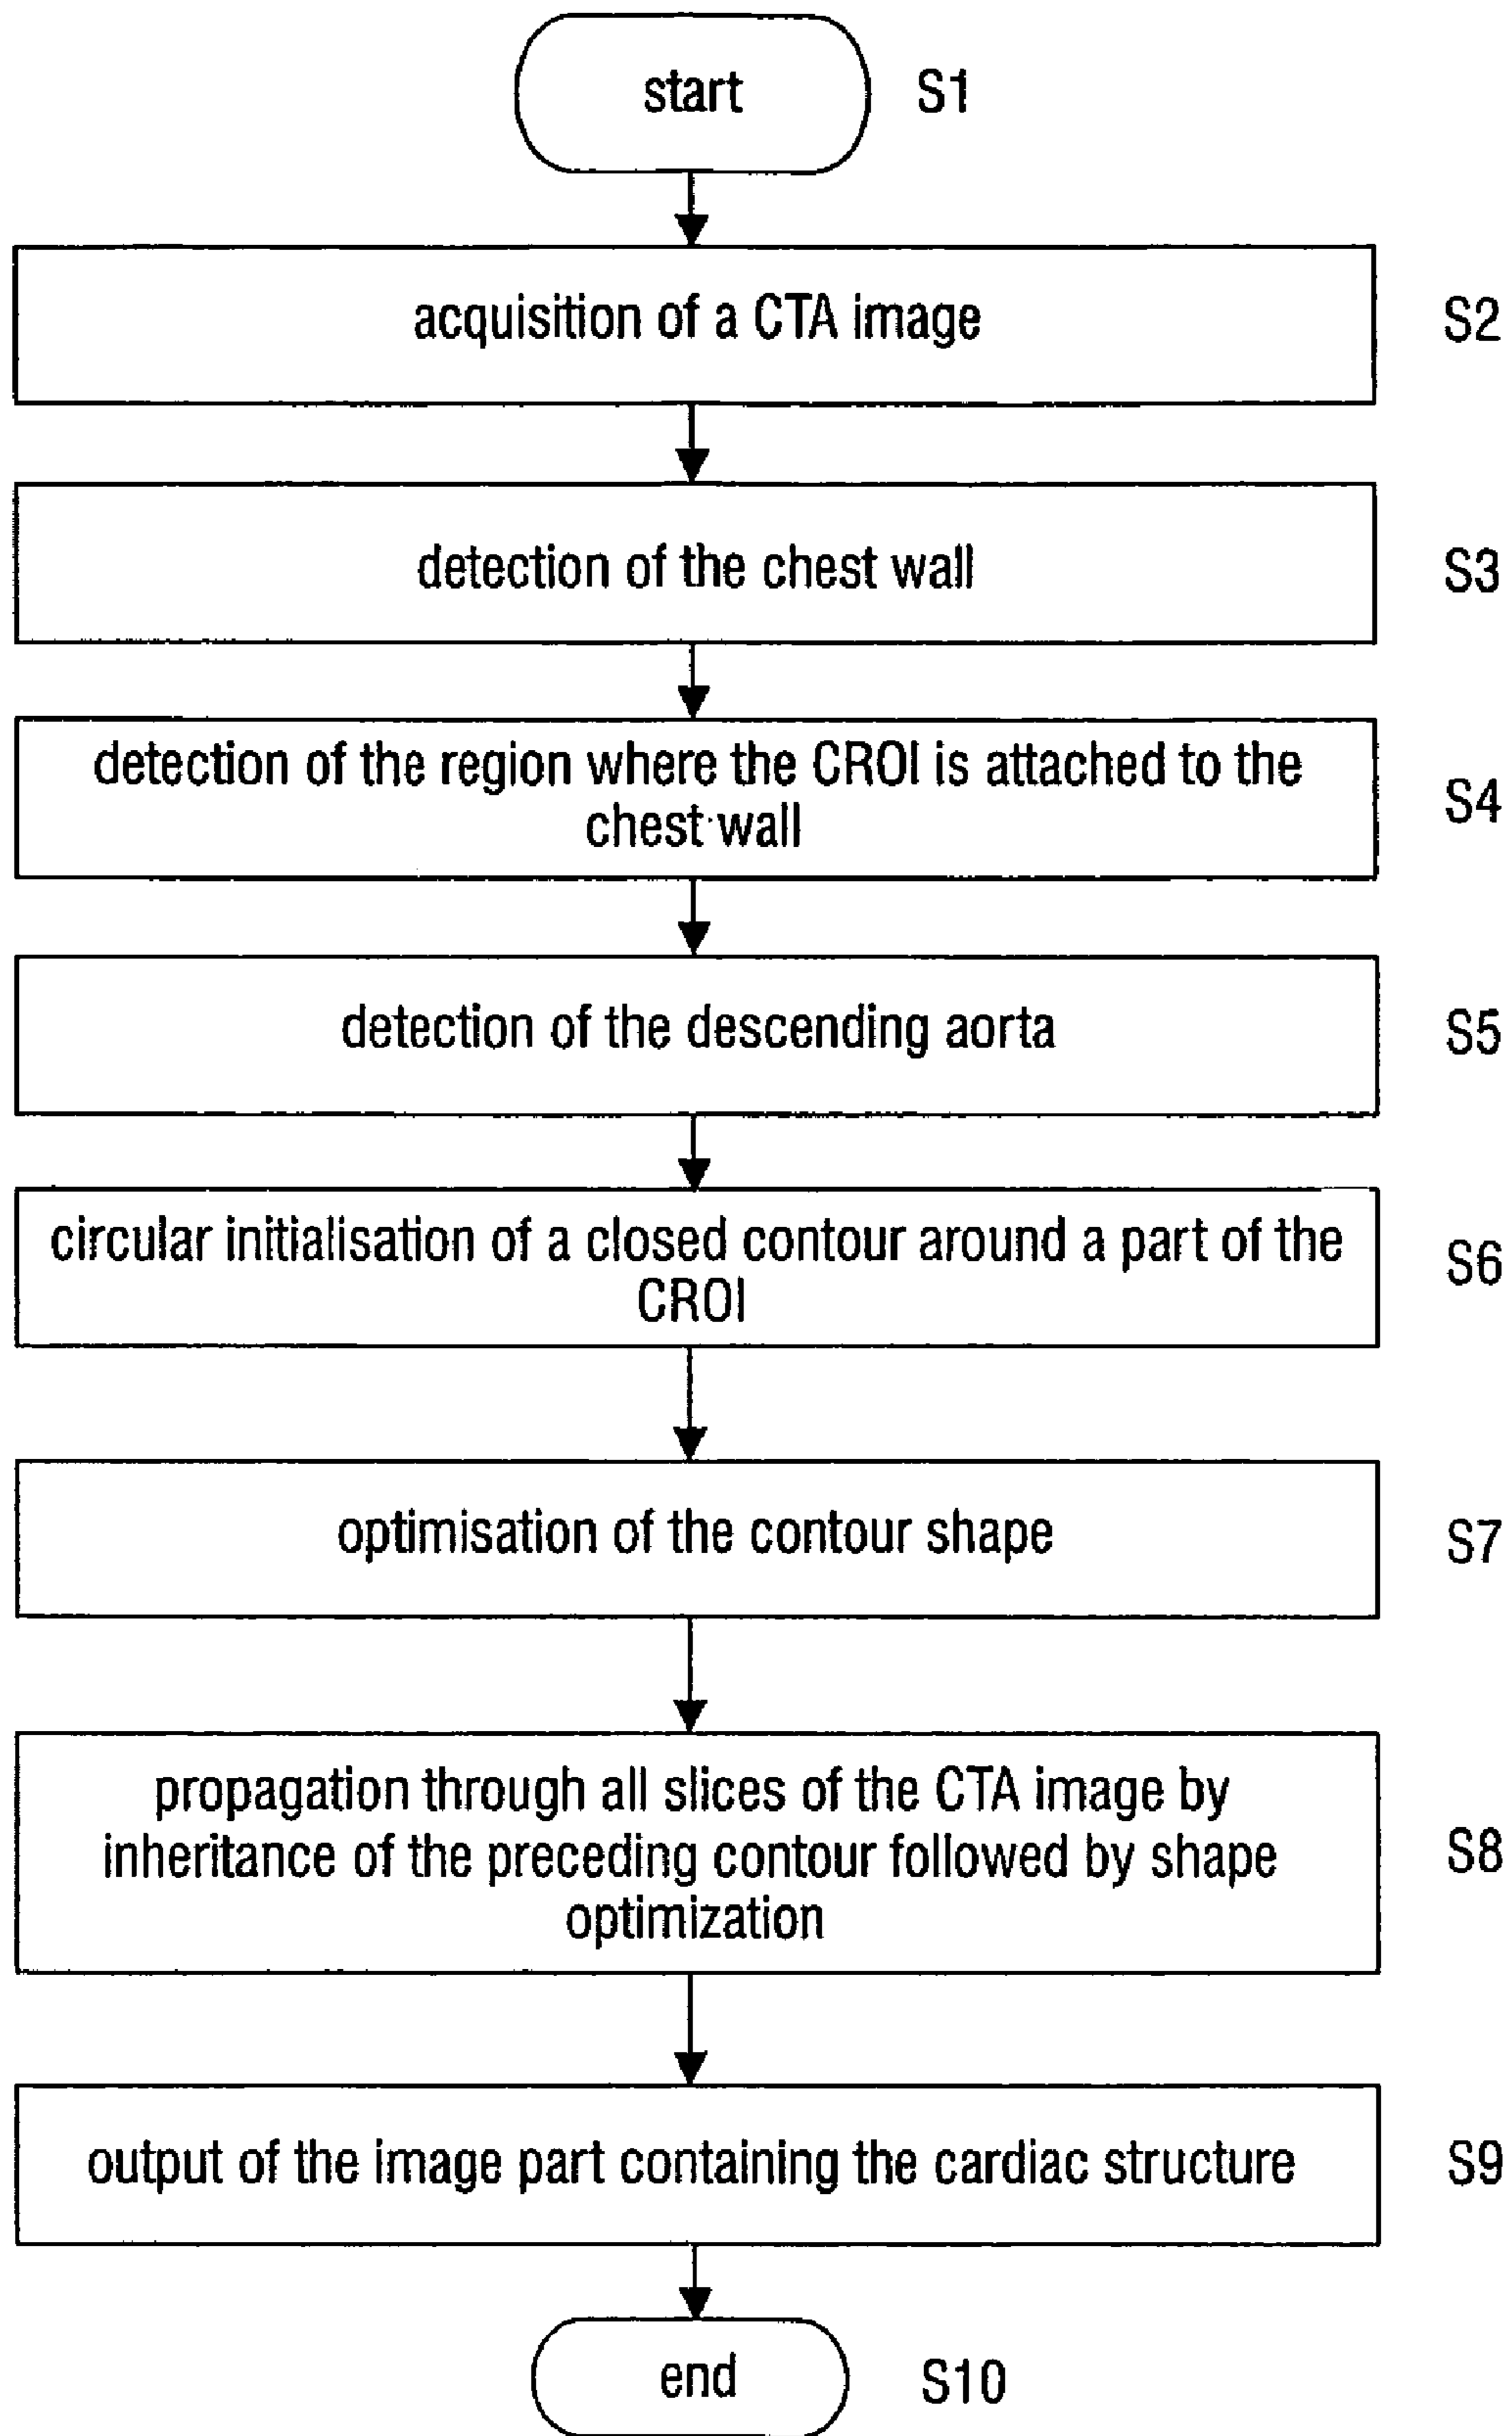 start S1
acquisition of a CTA image S2
detection of the chest wall S3
detection of the region where the CROI is attached to the
chest wall S4
detection of the descending aorta S5
circular initialisation of a closed contour around a part of the
CROI S6
optimisation of the contour shape S7
propagation through all slices of the CTA image by
inheritance of the preceding contour followed by shape S8
optimization
output of the image part containing the cardiac structure S9
end S10